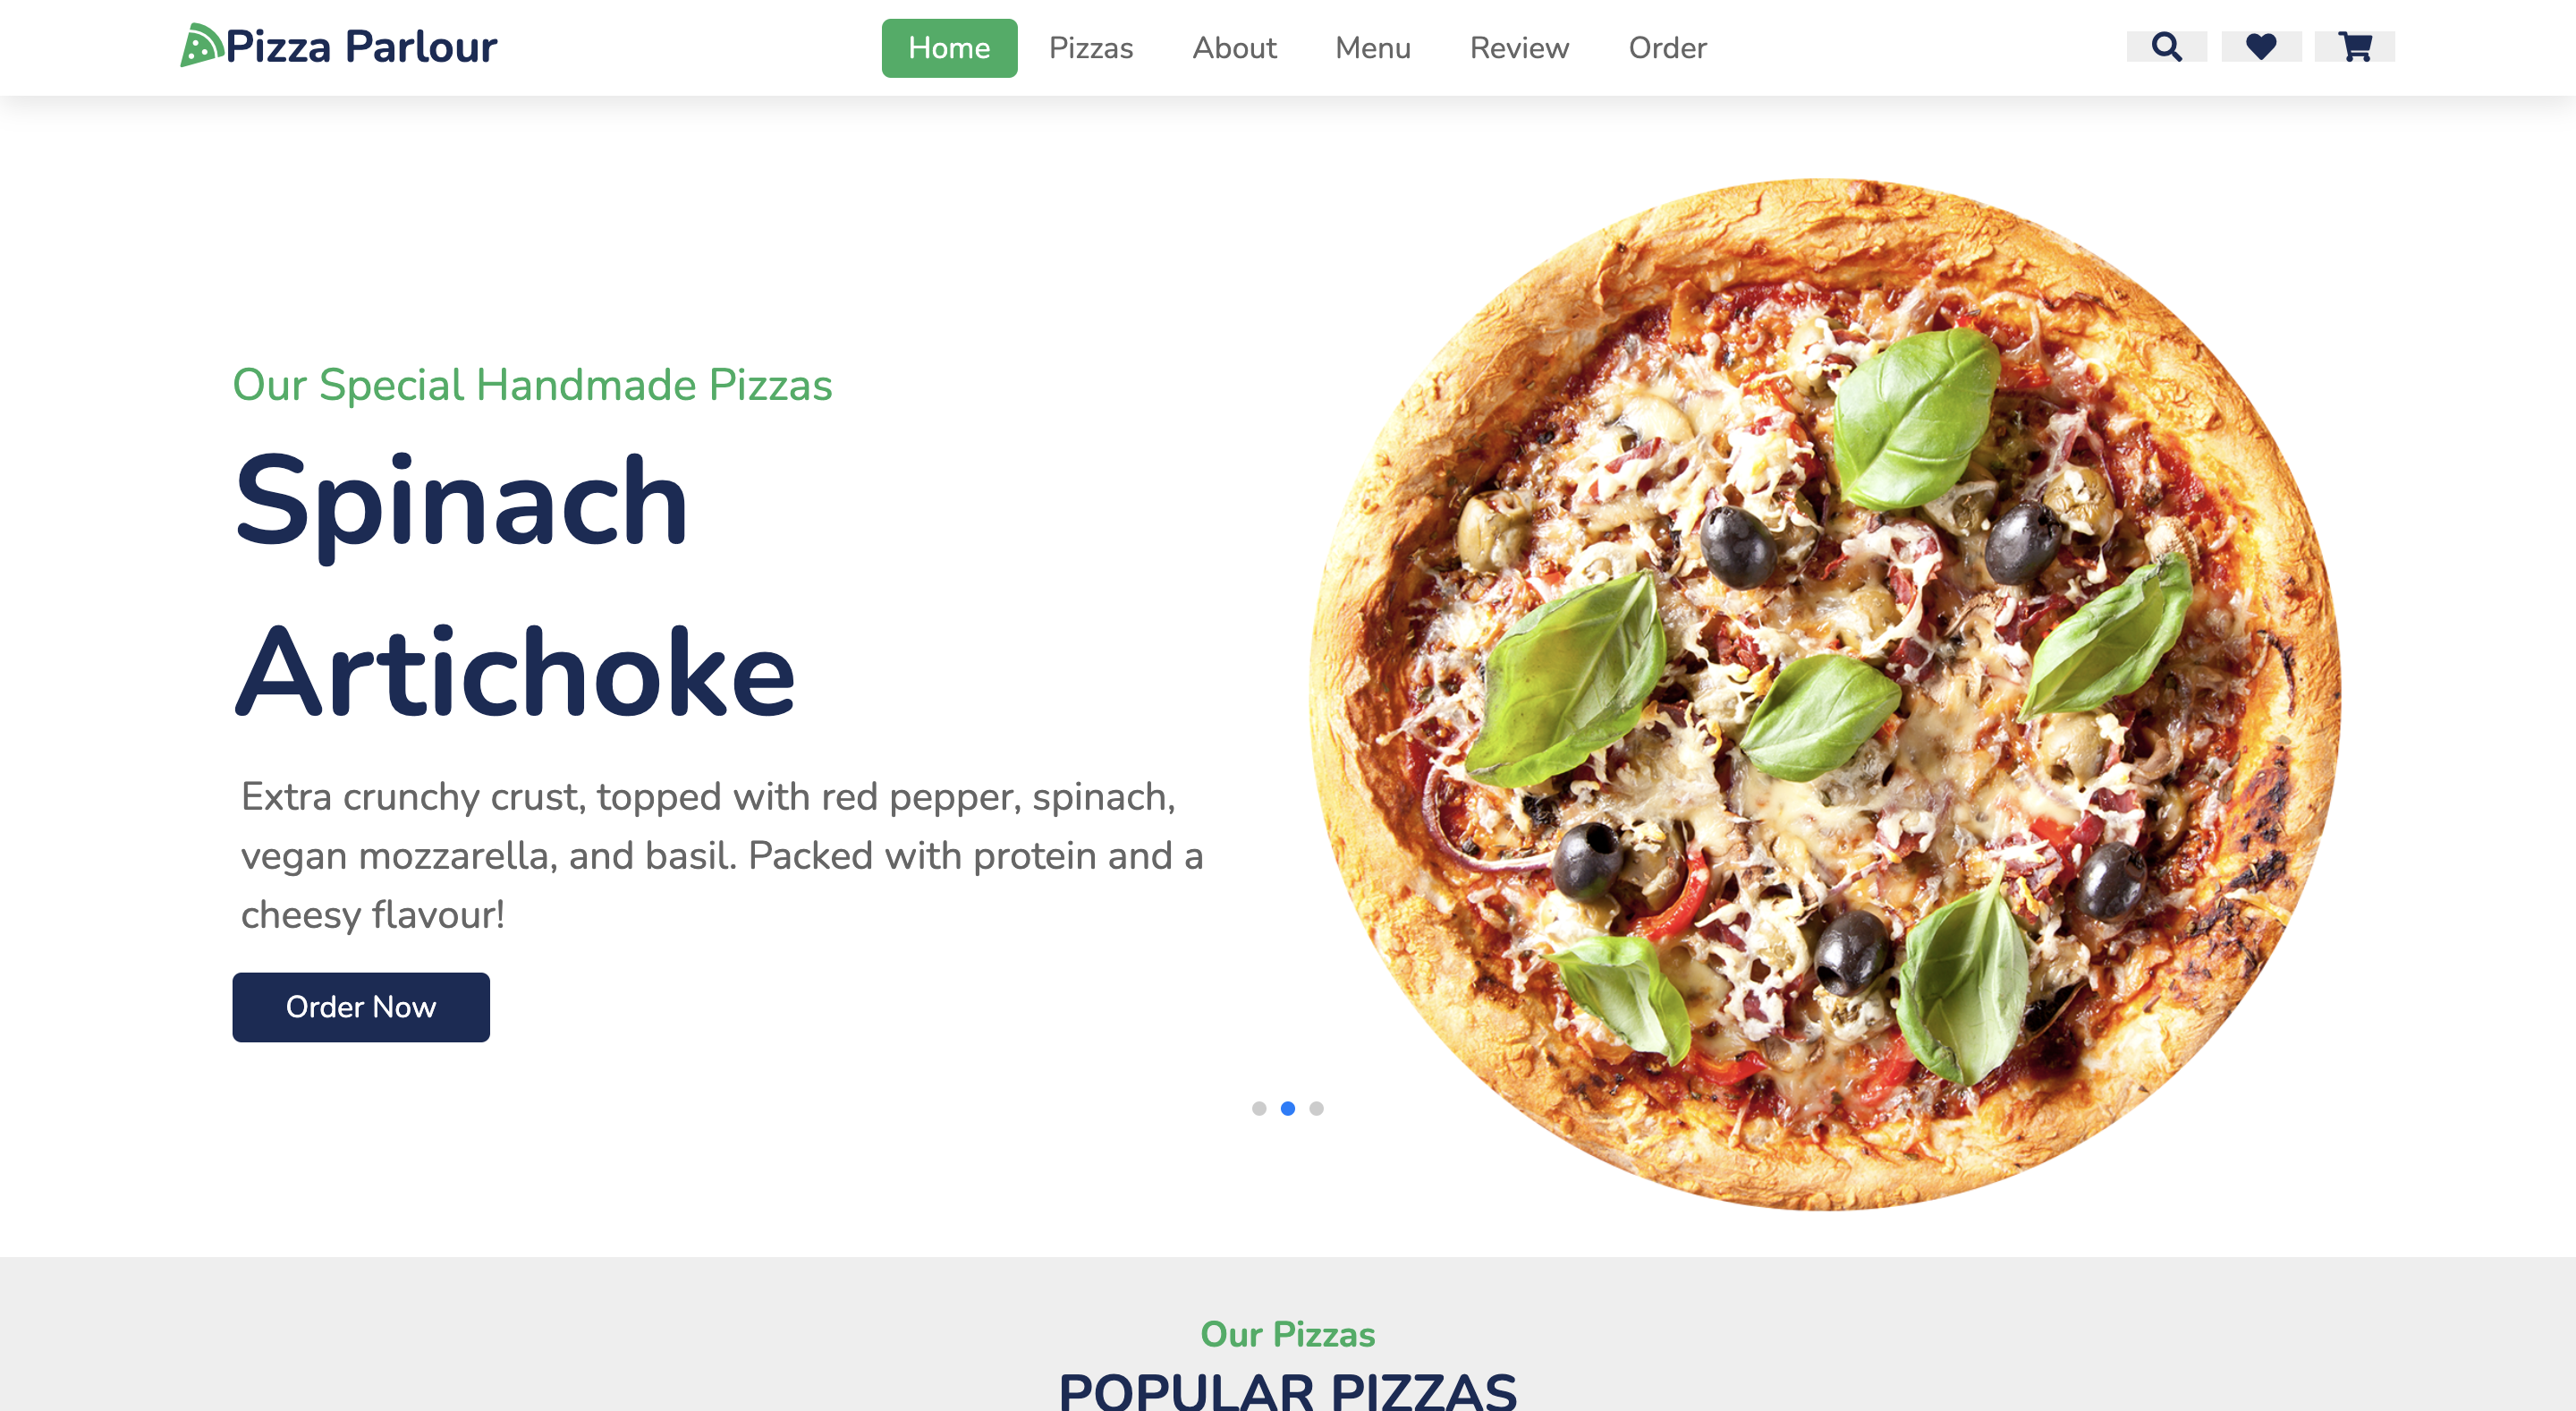 Pizza Parlour
Home Pizzas About Menu Review Order
Our Special Handmade Pizzas
Spinach
Artichoke
Extra crunchy crust, topped with red pepper, spinach,
vegan mozzarella, and basil. Packed with protein and a
cheesy flavour!
Order Now
Our Pizzas
POPULAR PIZZAS